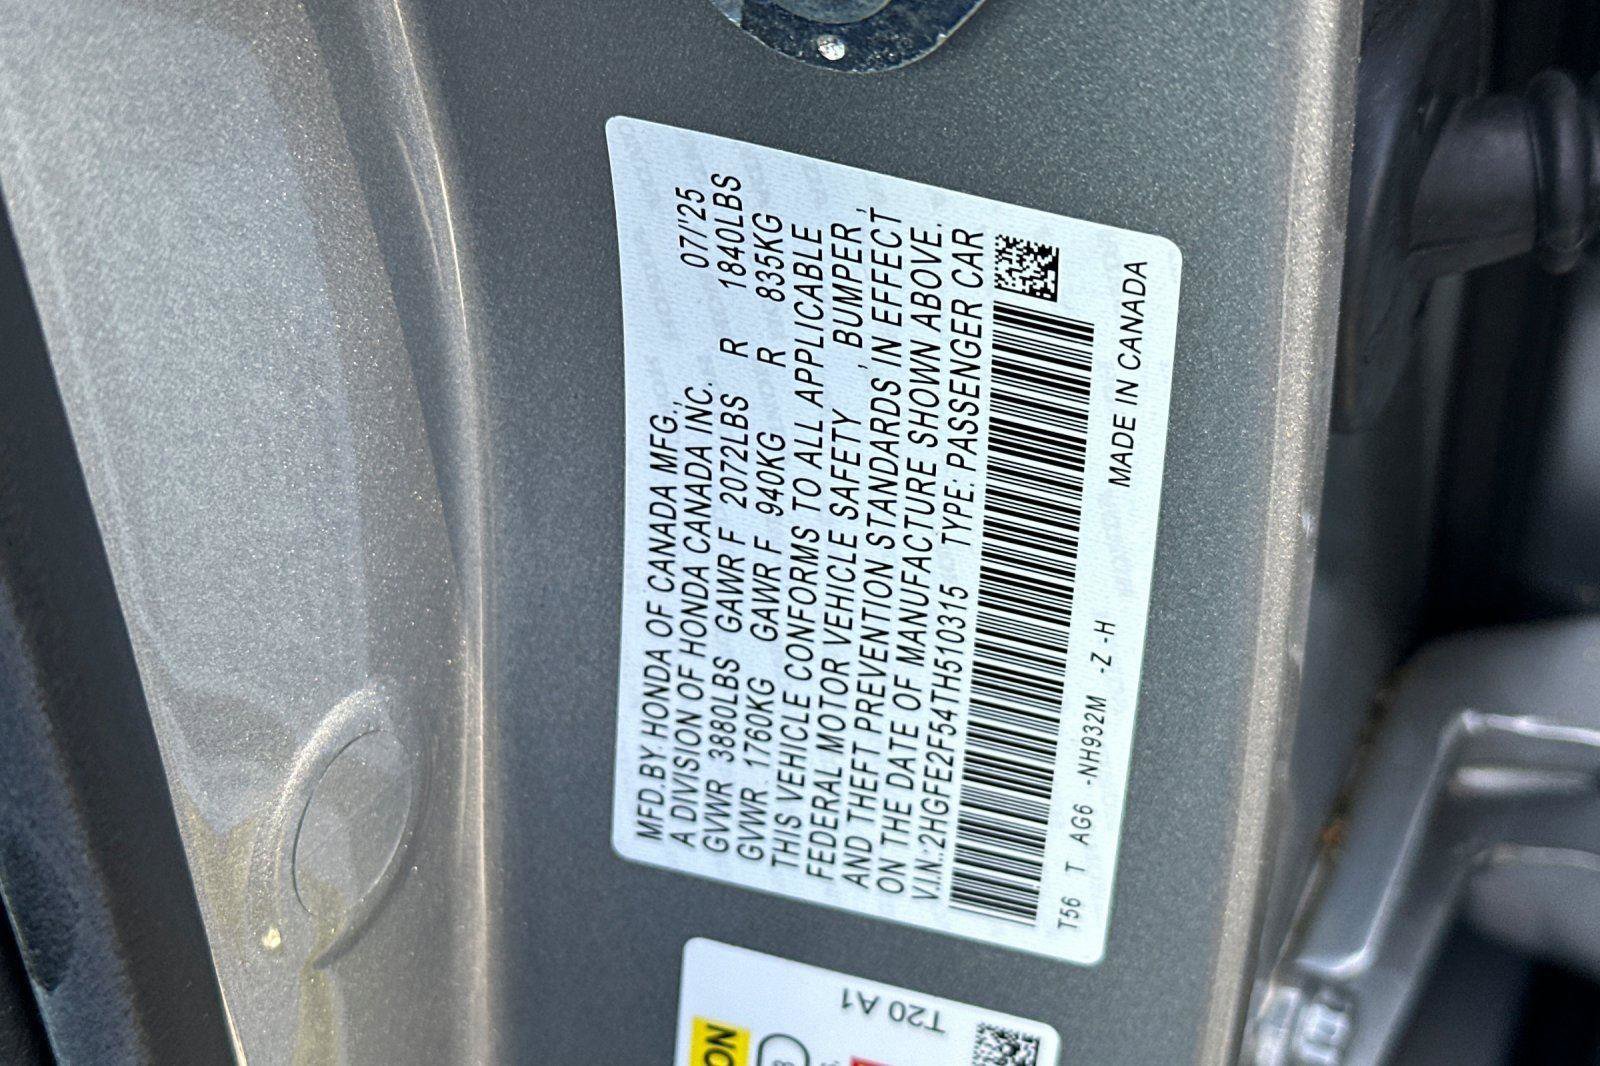 MFD.BY HONDA OF CANADA MFG.,
A DIVISION OF HONDA CANADA INC. 07/'25
GVWR 3880LBS GAWR F 2072LBS R 1840LBS
GVWR 1760KG GAWR F 940KG R 835KG
THIS VEHICLE CONFORMS TO ALL APPLICABLE
FEDERAL MOTOR VEHICLE SAFETY , BUMPER ,
AND THEFT PREVENTION STANDARDS IN EFFECT
ON THE DATE OF MANUFACTURE SHOWN ABOVE.
V.I.N.:2HGFE2F54TH510315 TYPE: PASSENGER CAR
T56 T AG6 -NH932M -Z -H MADE IN CANADA
T20 A1